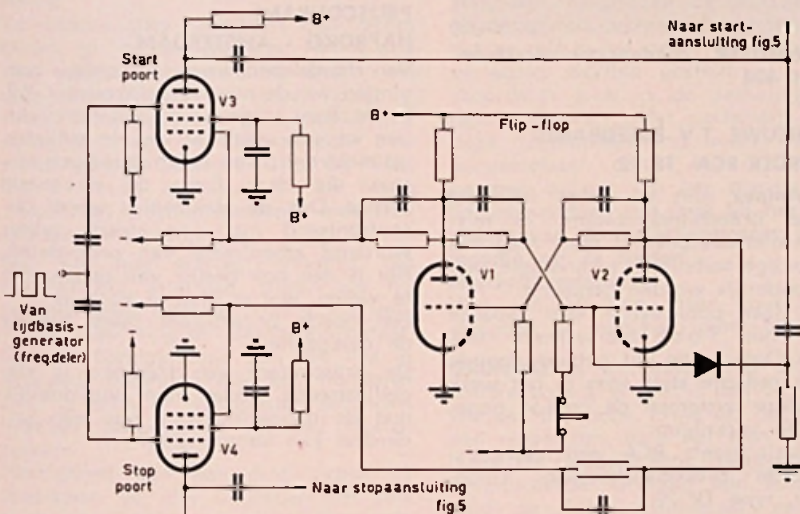 B+
Naar start-
aansluiting fig.5
Start
poort
V3
B+
Flip-flop
B+
V1
V2
Van
tijdbasis-
generator
(freq.deler)
B+
V4
Stop
poort
Naar stopaansluiting
fig.5